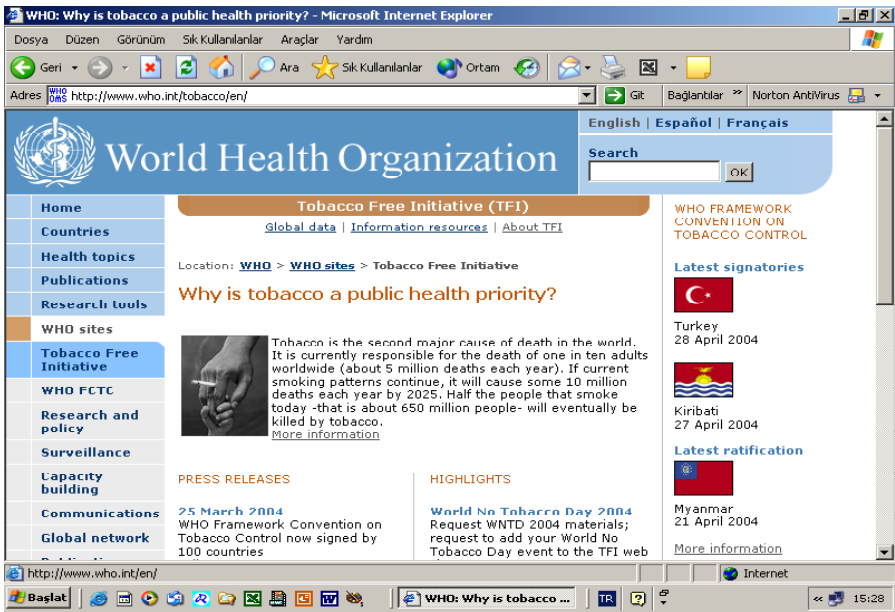 WHO: Why is tobacco a public health priority? - Microsoft Internet Explorer
Dosya Düzen Görünüm Sık Kullanılanlar Araçlar Yardım
Geri Ara Sık Kullanılanlar Ortam
Adres http://www.who.int/tobacco/en/ Git Bağlantılar Norton AntiVirus
English | Español | Français
World Health Organization
Search
OK
Home
Countries
Health topics
Publications
Research tools
WHO sites
Tobacco Free
Initiative
WHO FCTC
Research and
policy
Surveillance
Capacity
building
Communications
Global network
Tobacco Free Initiative (TFI)
Global data | Information resources | About TFI
Location: WHO > WHO sites > Tobacco Free Initiative
Why is tobacco a public health priority?
Tobacco is the second major cause of death in the world.
It is currently responsible for the death of one in ten adults
worldwide (about 5 million deaths each year). If current
smoking patterns continue, it will cause some 10 million
deaths each year by 2025. Half the people that smoke
today -that is about 650 million people- will eventually be
killed by tobacco.
More information
PRESS RELEASES
25 March 2004
WHO Framework Convention on
Tobacco Control now signed by
100 countries
HIGHLIGHTS
World No Tobacco Day 2004
Request WNTD 2004 materials;
request to add your World No
Tobacco Day event to the TFI web
WHO FRAMEWORK
CONVENTION ON
TOBACCO CONTROL
Latest signatories
Turkey
28 April 2004
Kiribati
27 April 2004
Latest ratification
Myanmar
21 April 2004
More information
http://www.who.int/en/ Internet
Başlat WHO: Why is tobacco ... TR 15:28